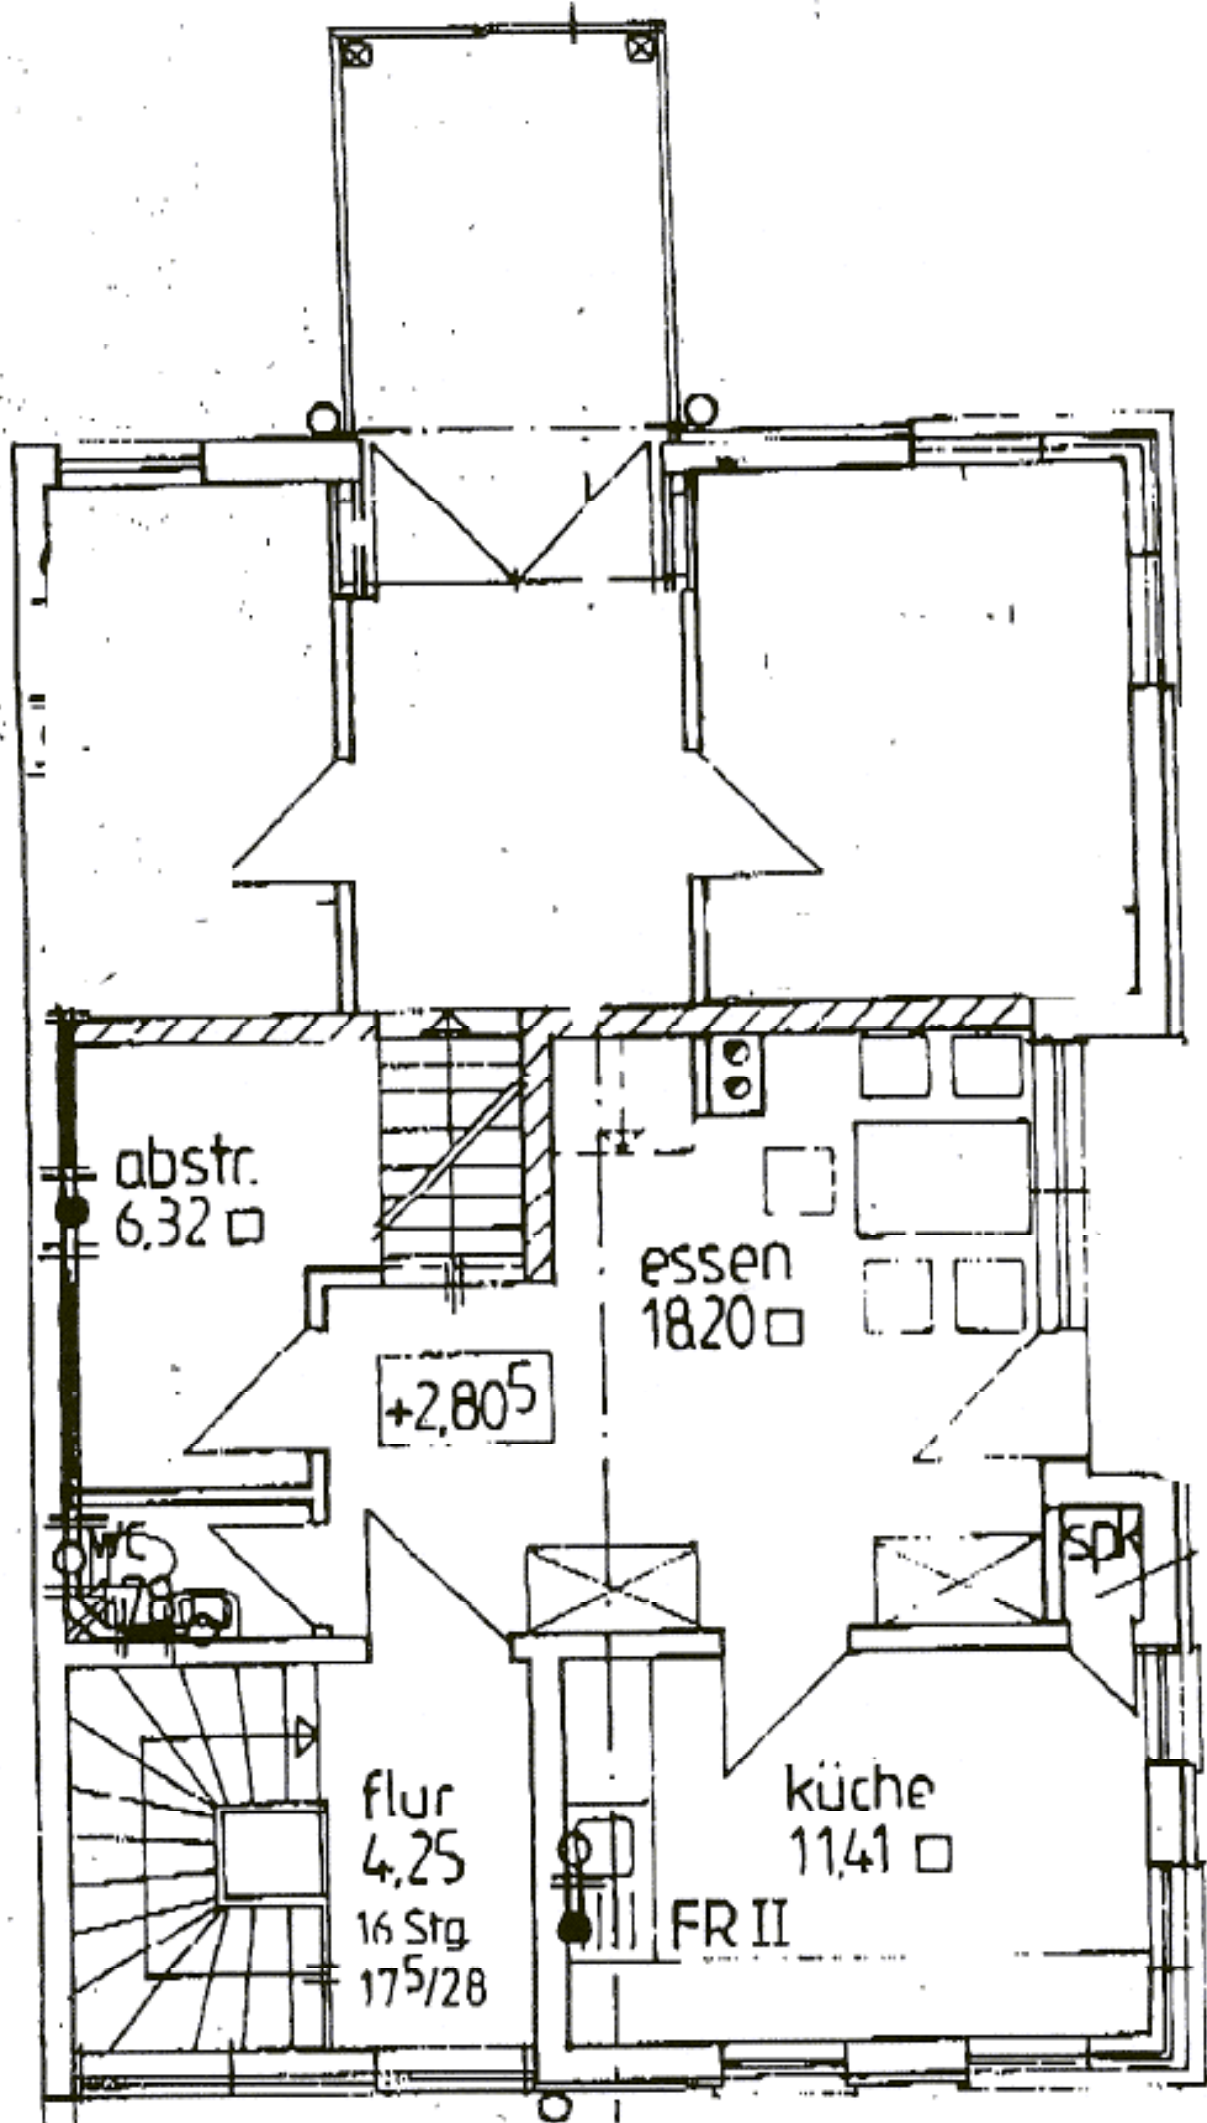 abstr.
6,32 □
essen
18,20 □
+2,80⁵
WC
spk
flur
4,25
16 Stg
17⁵/28
küche
11,41 □
FR II